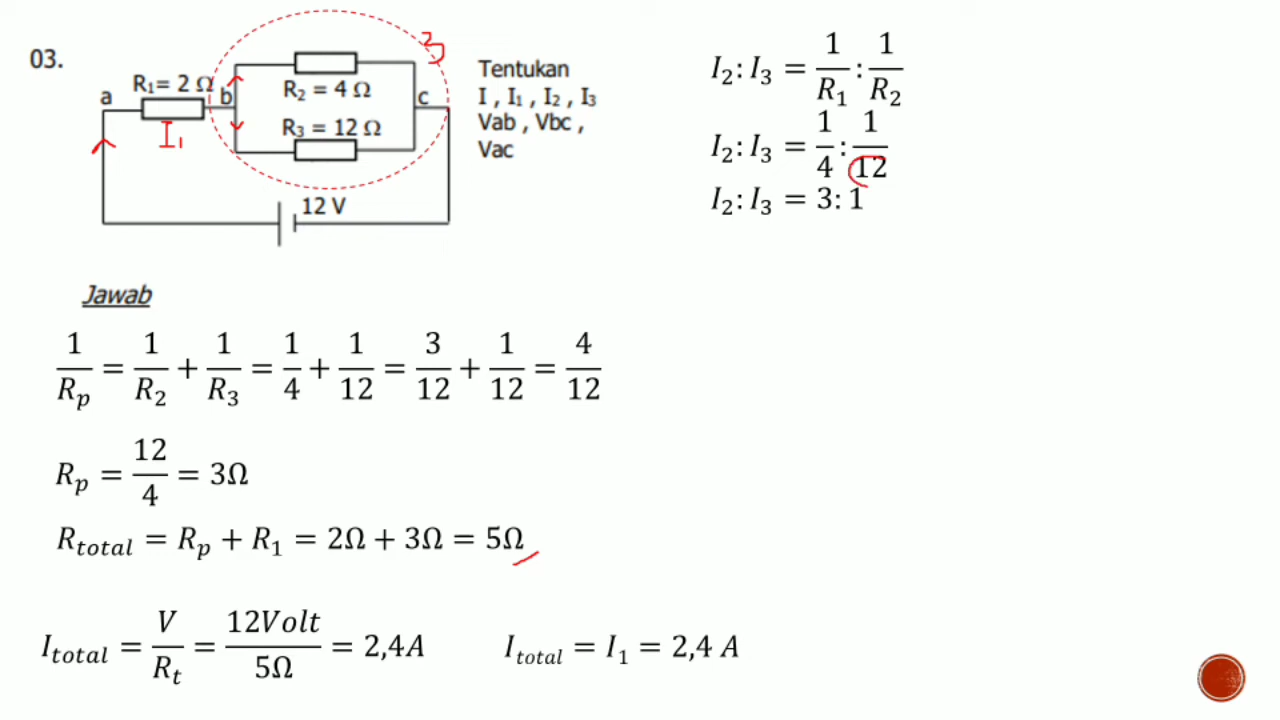 03.
R₁= 2 Ω
a
b
c
I₁
3
R₂ = 4 Ω
R₃ = 12 Ω
12 V
Tentukan
I , I₁ , I₂ , I₃
Vab , Vbc ,
Vac
I₂: I₃ = 1/R₁ : 1/R₂
I₂: I₃ = 1/4 : 1/12
I₂: I₃ = 3: 1
Jawab
1/Rₚ = 1/R₂ + 1/R₃ = 1/4 + 1/12 = 3/12 + 1/12 = 4/12
Rₚ = 12/4 = 3Ω
R_total = Rₚ + R₁ = 2Ω + 3Ω = 5Ω
I_total = V/Rₜ = 12Volt/5Ω = 2,4A
I_total = I₁ = 2,4 A